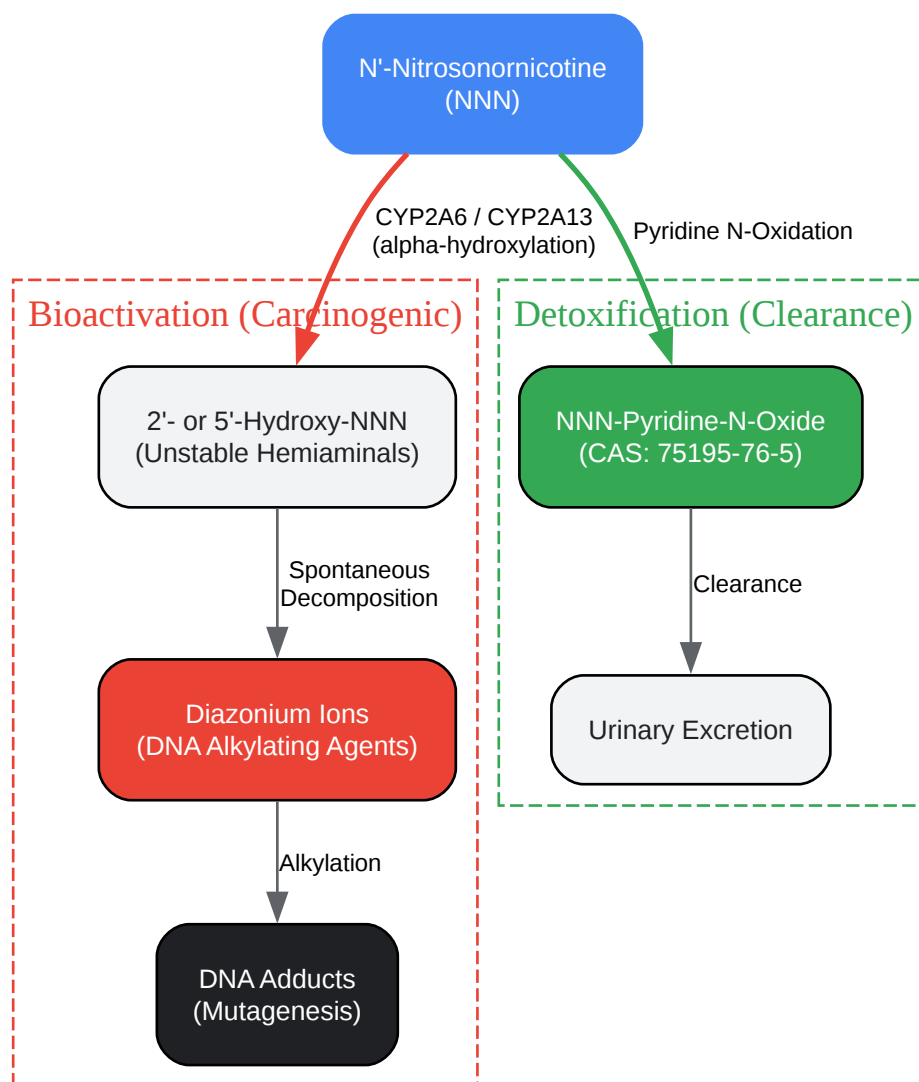 N'-Nitrosonornicotine
(NNN)
CYP2A6 / CYP2A13
(alpha-hydroxylation)
Pyridine N-Oxidation
Bioactivation (Carcinogenic)
Detoxification (Clearance)
2'- or 5'-Hydroxy-NNN
(Unstable Hemiaminals)
NNN-Pyridine-N-Oxide
(CAS: 75195-76-5)
Spontaneous
Decomposition
Clearance
Diazonium Ions
(DNA Alkylating Agents)
Urinary Excretion
Alkylation
DNA Adducts
(Mutagenesis)